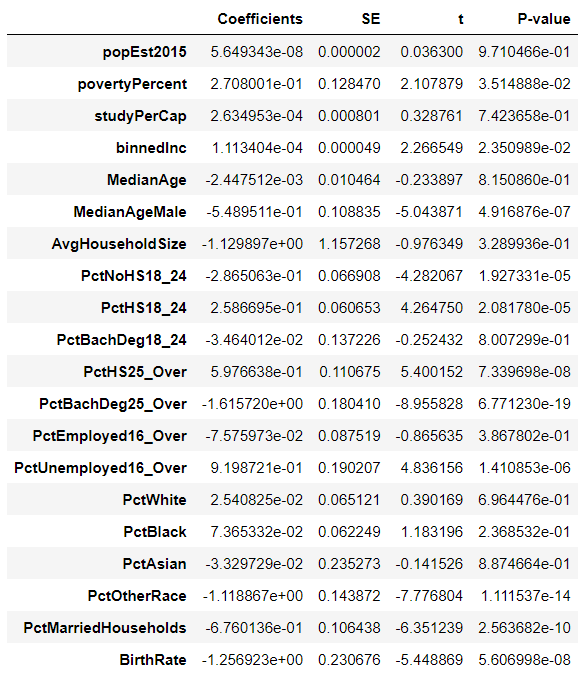 Coefficients SE t P-value
popEst2015 5.649343e-08 0.000002 0.036300 9.710466e-01
povertyPercent 2.708001e-01 0.128470 2.107879 3.514888e-02
studyPerCap 2.634953e-04 0.000801 0.328761 7.423658e-01
binnedInc 1.113404e-04 0.000049 2.266549 2.350989e-02
MedianAge -2.447512e-03 0.010464 -0.233897 8.150860e-01
MedianAgeMale -5.489511e-01 0.108835 -5.043871 4.916876e-07
AvgHouseholdSize -1.129897e+00 1.157268 -0.976349 3.289936e-01
PctNoHS18_24 -2.865063e-01 0.066908 -4.282067 1.927331e-05
PctHS18_24 2.586695e-01 0.060653 4.264750 2.081780e-05
PctBachDeg18_24 -3.464012e-02 0.137226 -0.252432 8.007299e-01
PctHS25_Over 5.976638e-01 0.110675 5.400152 7.339698e-08
PctBachDeg25_Over -1.615720e+00 0.180410 -8.955828 6.771230e-19
PctEmployed16_Over -7.575973e-02 0.087519 -0.865635 3.867802e-01
PctUnemployed16_Over 9.198721e-01 0.190207 4.836156 1.410853e-06
PctWhite 2.540825e-02 0.065121 0.390169 6.964476e-01
PctBlack 7.365332e-02 0.062249 1.183196 2.368532e-01
PctAsian -3.329729e-02 0.235273 -0.141526 8.874664e-01
PctOtherRace -1.118867e+00 0.143872 -7.776804 1.111537e-14
PctMarriedHouseholds -6.760136e-01 0.106438 -6.351239 2.563682e-10
BirthRate -1.256923e+00 0.230676 -5.448869 5.606998e-08